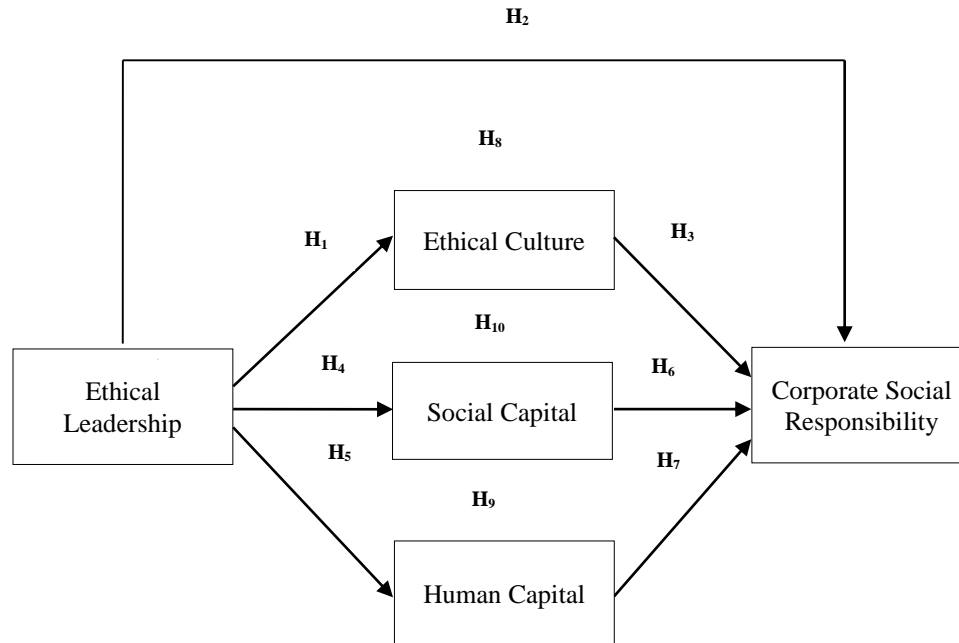 H₂
H₈
Ethical Culture
H₁
H₃
H₁₀
Ethical
Leadership
H₄
H₆
Social Capital
Corporate Social
Responsibility
H₅
H₇
H₉
Human Capital